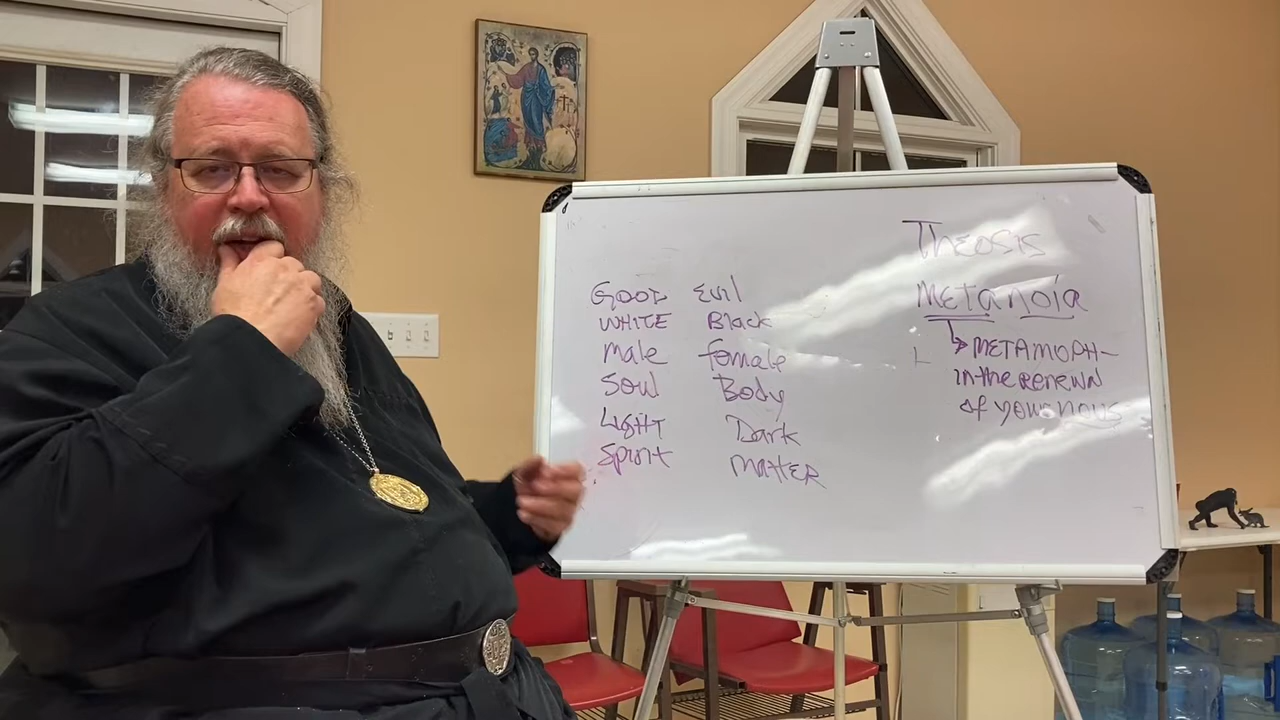 Good Evil
WHITE Black
Male female
Soul Body
LIGHT Dark
Spirit MatteR
THEOSIS
Metanoia
METAMOPH-
in the RENEWN
of your NOUS